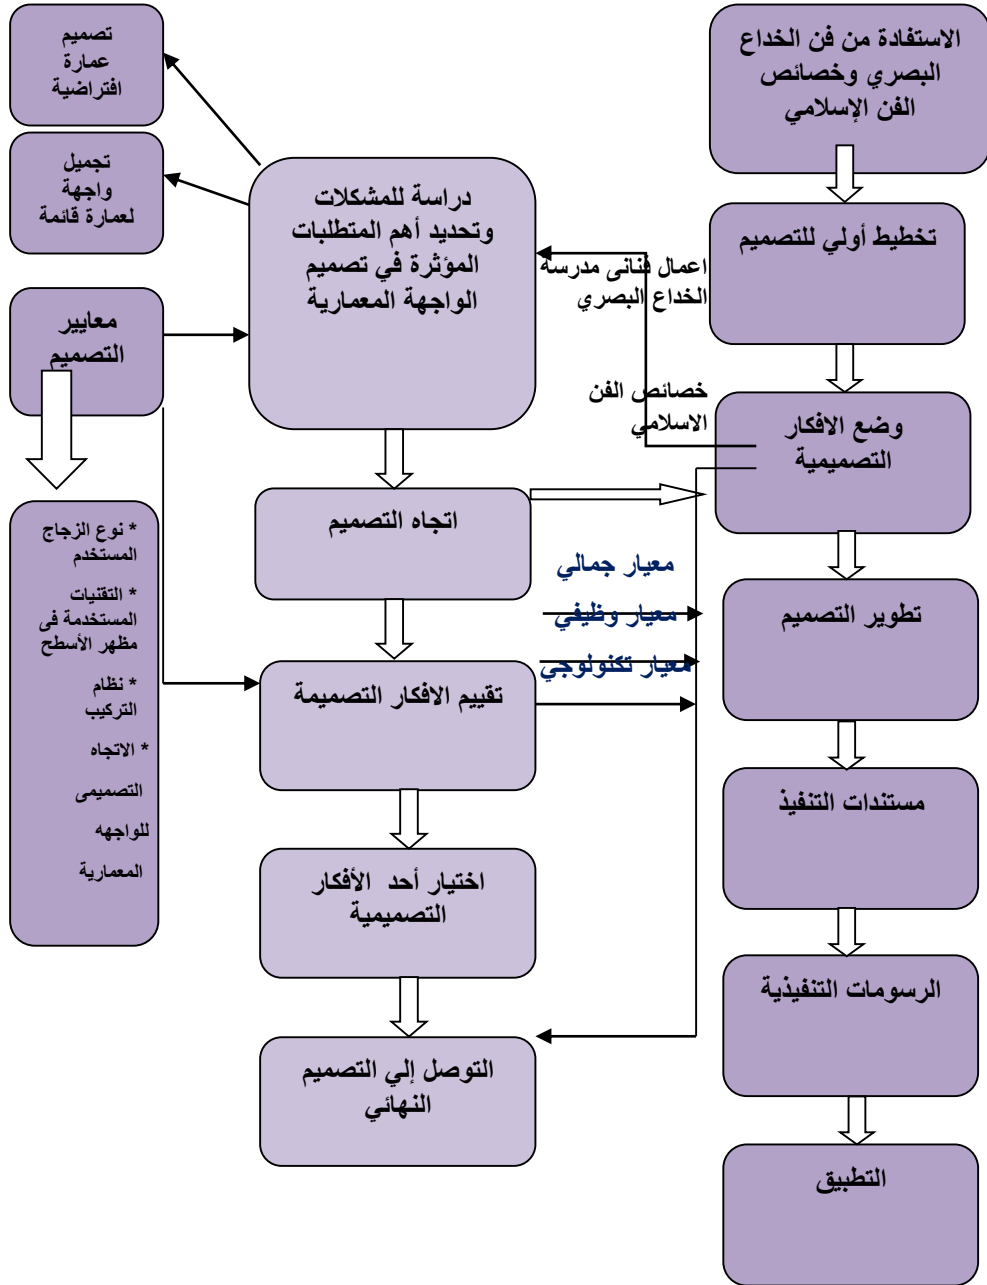 الاستفادة من فن الخداع
البصري وخصائص
الفن الإسلامي
تخطيط أولي للتصميم
وضع الافكار
التصميمية
تطوير التصميم
مستندات التنفيذ
الرسومات التنفيذية
التطبيق
اعمال فنانى مدرسة
الخداع البصري
خصائص الفن
الاسلامي
معيار جمالي
معيار وظيفي
معيار تكنولوجي
دراسة للمشكلات
وتحديد أهم المتطلبات
المؤثرة في تصميم
الواجهة المعمارية
اتجاه التصميم
تقييم الافكار التصميمة
اختيار أحد الأفكار
التصميمية
التوصل إلي التصميم
النهائي
تصميم
عمارة
افتراضية
تجميل
واجهة
لعمارة قائمة
معايير
التصميم
* نوع الزجاج
المستخدم
* التقنيات
المستخدمة فى
مظهر الأسطح
* نظام
التركيب
* الاتجاه
التصميمى
للواجهه
المعمارية